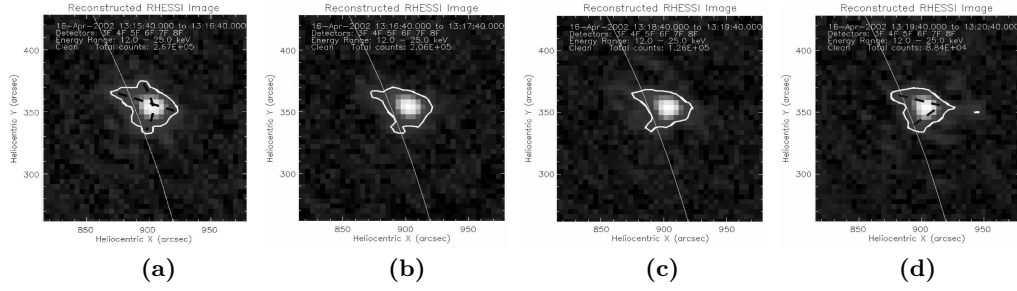 Reconstructed RHESSI Image
16-Apr-2002 13:15:40.000 to 13:16:40.000
Detectors: 3F 4F 5F 6F 7F 8F
Energy Range: 12.0 - 25.0 keV
Clean Total counts: 2.67E+05
400
350
300
Heliocentric Y (arcsec)
850 900 950
Heliocentric X (arcsec)
(a)
Reconstructed RHESSI Image
16-Apr-2002 13:16:40.000 to 13:17:40.000
Detectors: 3F 4F 5F 6F 7F 8F
Energy Range: 12.0 - 25.0 keV
Clean Total counts: 2.06E+05
400
350
300
Heliocentric Y (arcsec)
850 900 950
Heliocentric X (arcsec)
(b)
Reconstructed RHESSI Image
16-Apr-2002 13:18:40.000 to 13:19:40.000
Detectors: 3F 4F 5F 6F 7F 8F
Energy Range: 12.0 - 25.0 keV
Clean Total counts: 1.26E+05
400
350
300
Heliocentric Y (arcsec)
850 900 950
Heliocentric X (arcsec)
(c)
Reconstructed RHESSI Image
16-Apr-2002 13:19:40.000 to 13:20:40.000
Detectors: 3F 4F 5F 6F 7F 8F
Energy Range: 12.0 - 25.0 keV
Clean Total counts: 8.84E+04
400
350
300
Heliocentric Y (arcsec)
850 900 950
Heliocentric X (arcsec)
(d)